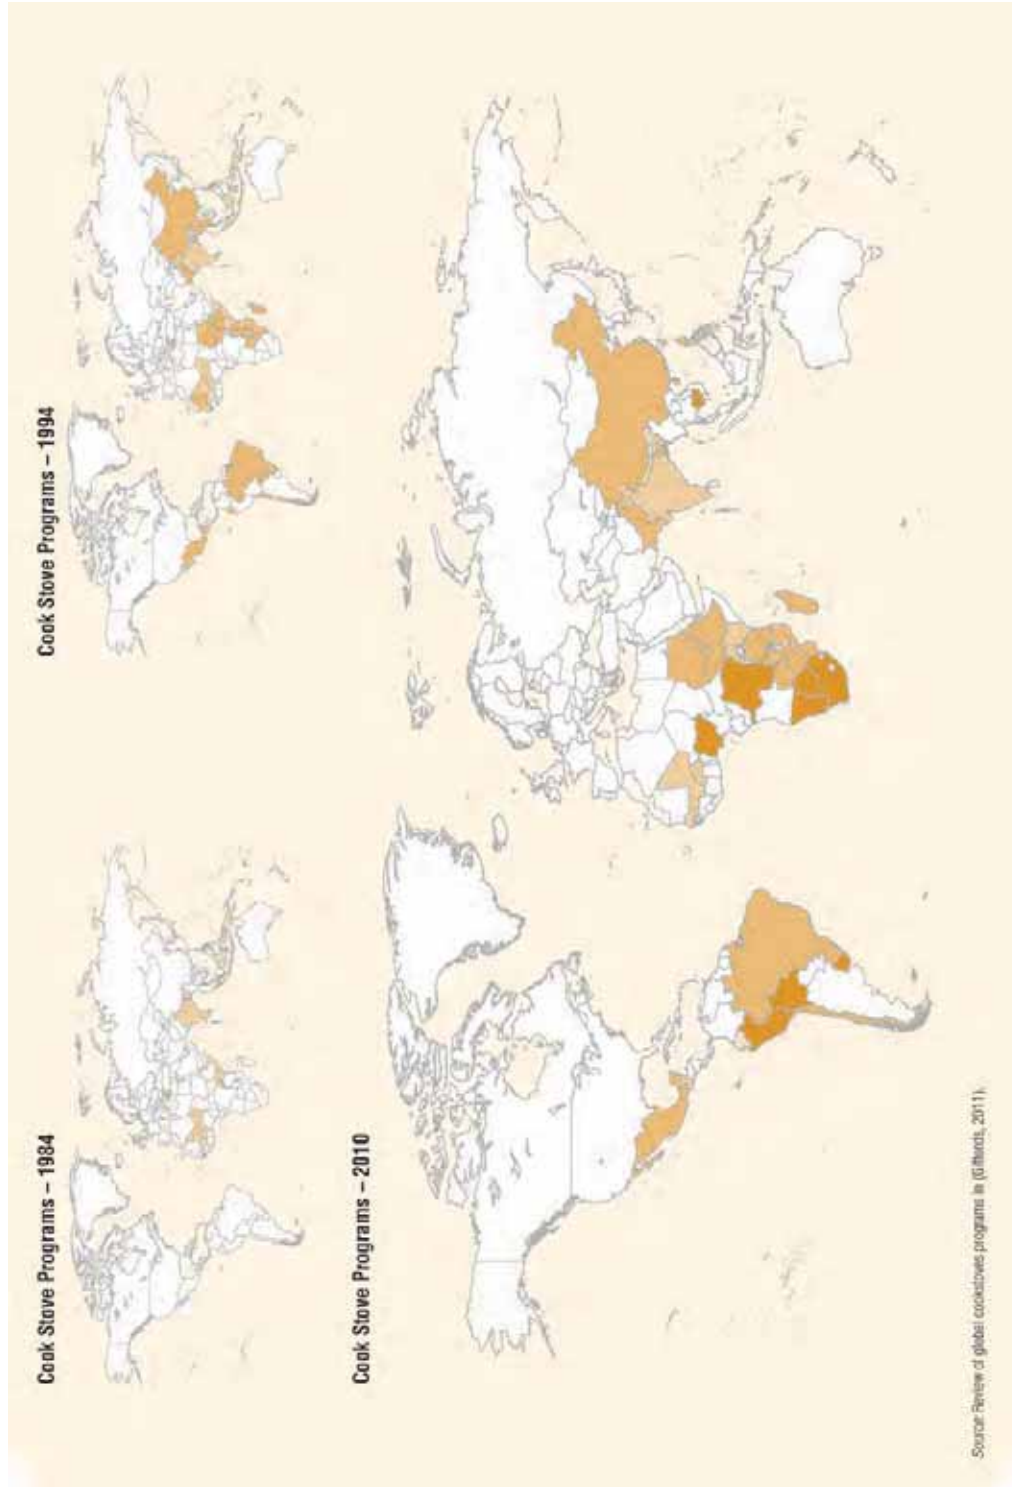 Cook Stove Programs – 1984
Cook Stove Programs – 1994
Cook Stove Programs – 2010
Source: Review of global cookstoves programs in (Gifford, 2011).